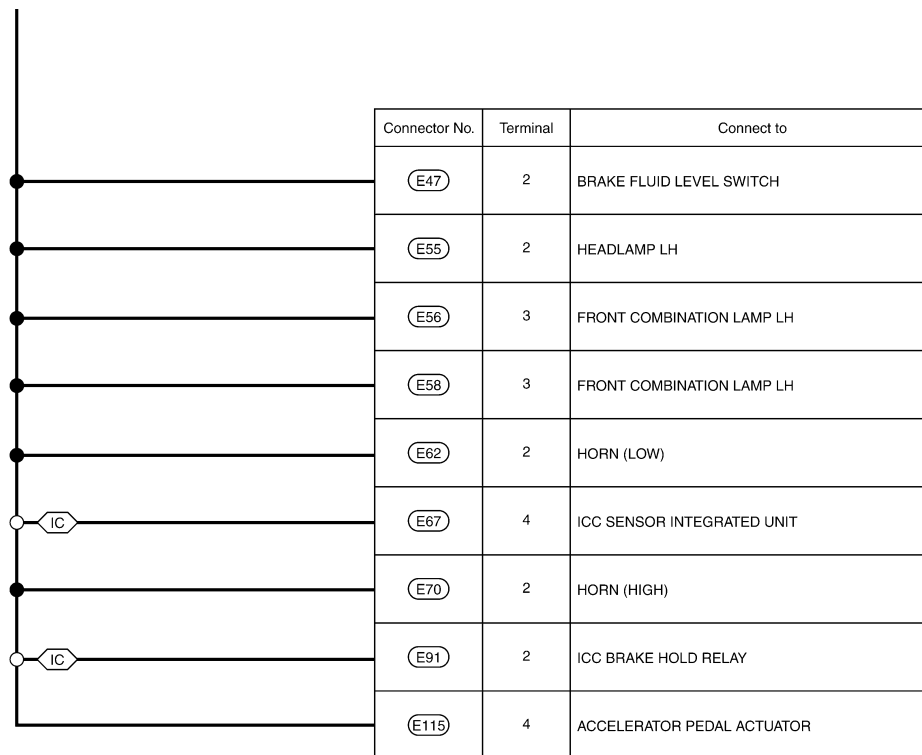 Connector No. Terminal Connect to
E47 2 BRAKE FLUID LEVEL SWITCH
E55 2 HEADLAMP LH
E56 3 FRONT COMBINATION LAMP LH
E58 3 FRONT COMBINATION LAMP LH
E62 2 HORN (LOW)
IC E67 4 ICC SENSOR INTEGRATED UNIT
E70 2 HORN (HIGH)
IC E91 2 ICC BRAKE HOLD RELAY
E115 4 ACCELERATOR PEDAL ACTUATOR